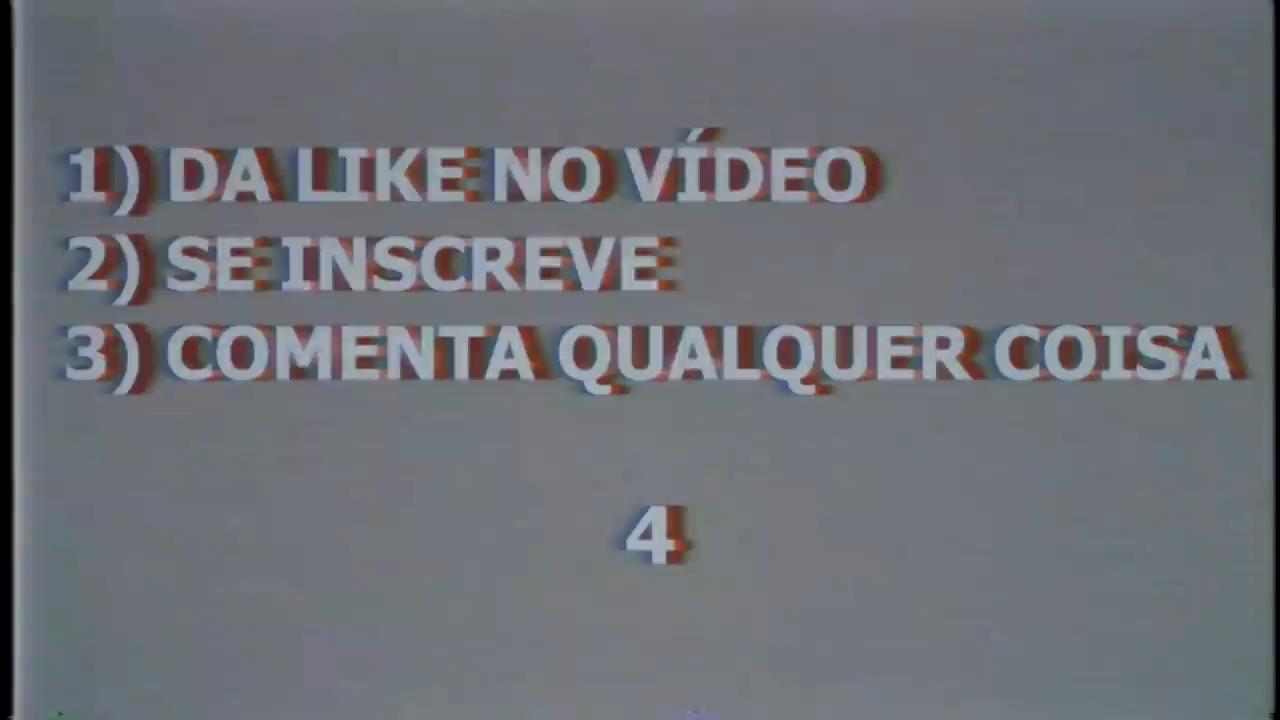 1) DA LIKE NO VÍDEO
2) SE INSCREVE
3) COMENTA QUALQUER COISA
4